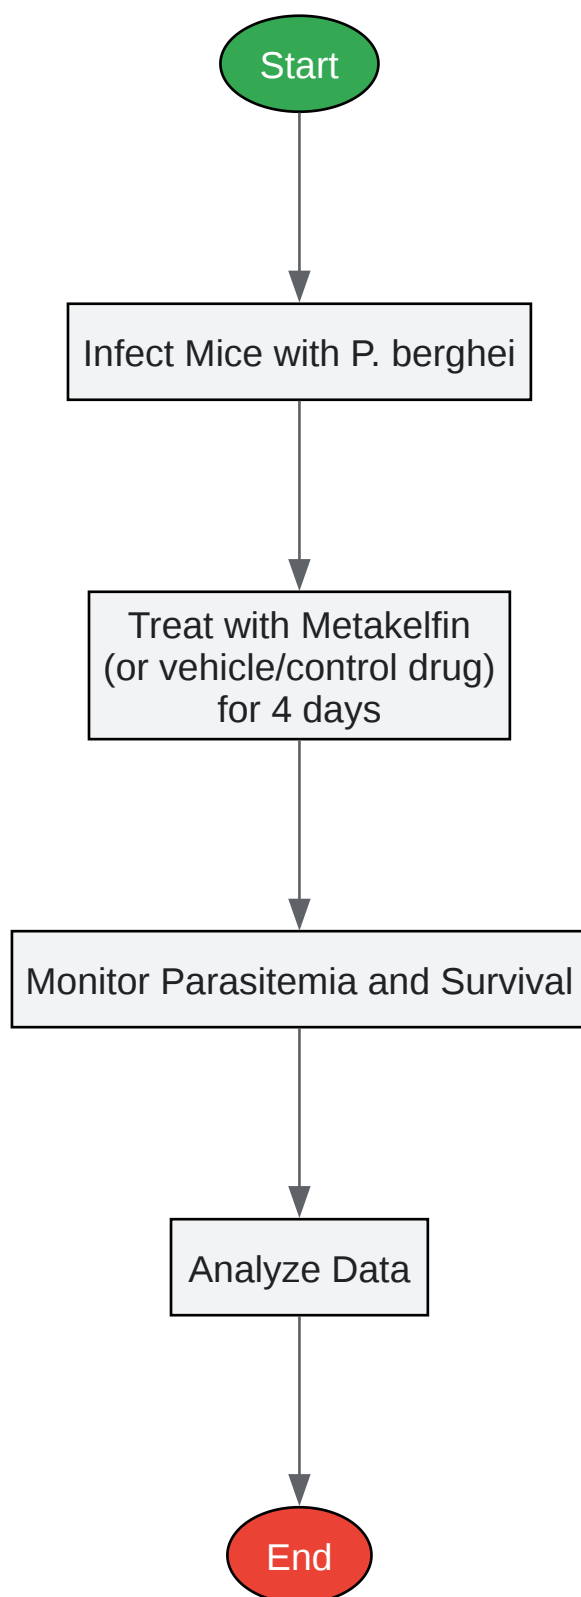 Start
Infect Mice with P. berghei
Treat with Metakelfin
(or vehicle/control drug)
for 4 days
Monitor Parasitemia and Survival
Analyze Data
End